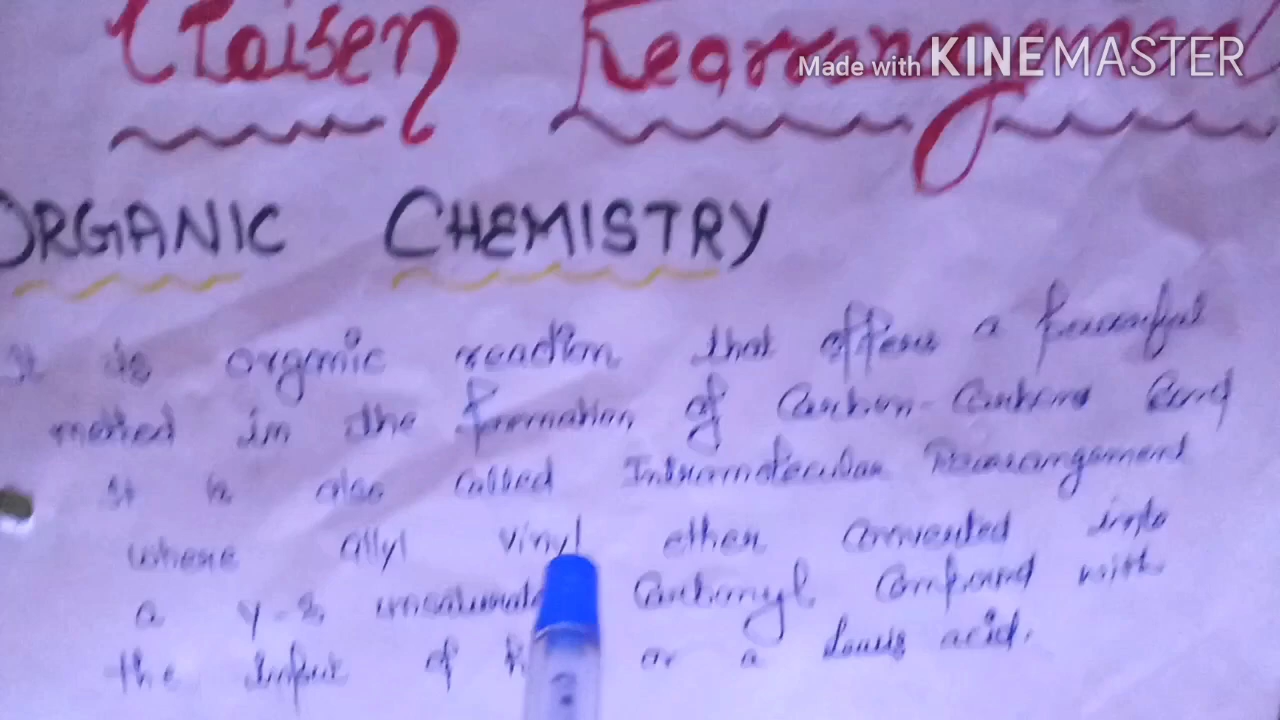 Claisen Rearrangement
Made with KINEMASTER
ORGANIC CHEMISTRY
It is organic reaction that offers a powerful
in the formation of Carbon-Carbon Bond
It is also called Intramolecular Rearrangement
where allyl vinyl ether converted into
a γ-δ Carbonyl Compound with
the input of or a Lewis acid.